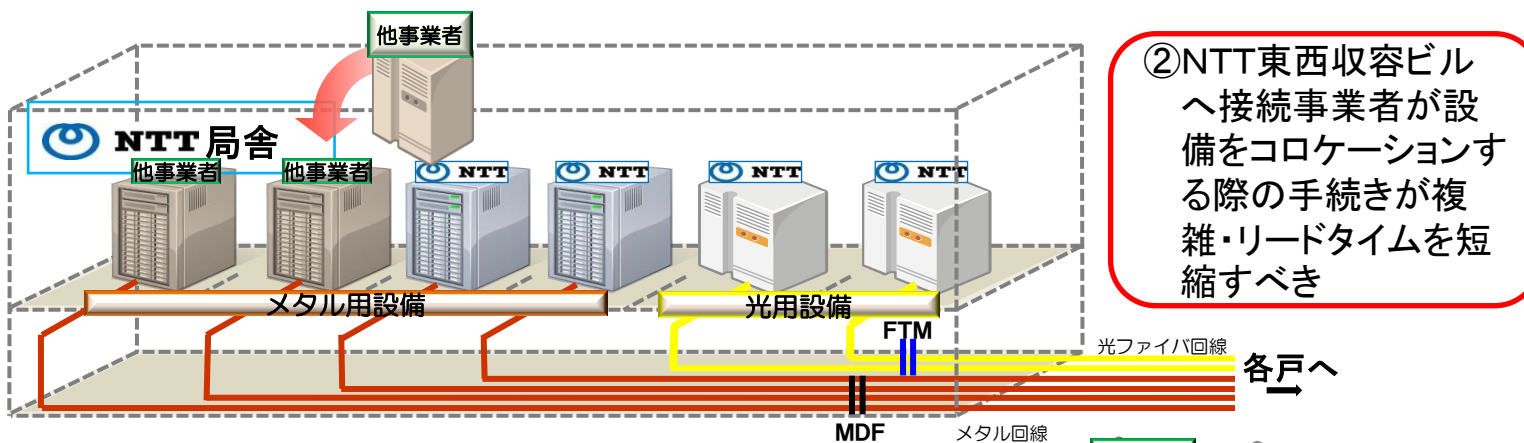 他事業者
②NTT東西収容ビル
へ接続事業者が設
備をコロケーションす
る際の手続きが複
雑・リードタイムを短
縮すべき
NTT局舎
他事業者
他事業者
NTT
NTT
NTT
NTT
メタル用設備
光用設備
FTM
光ファイバ回線
各戸へ
MDF
メタル回線